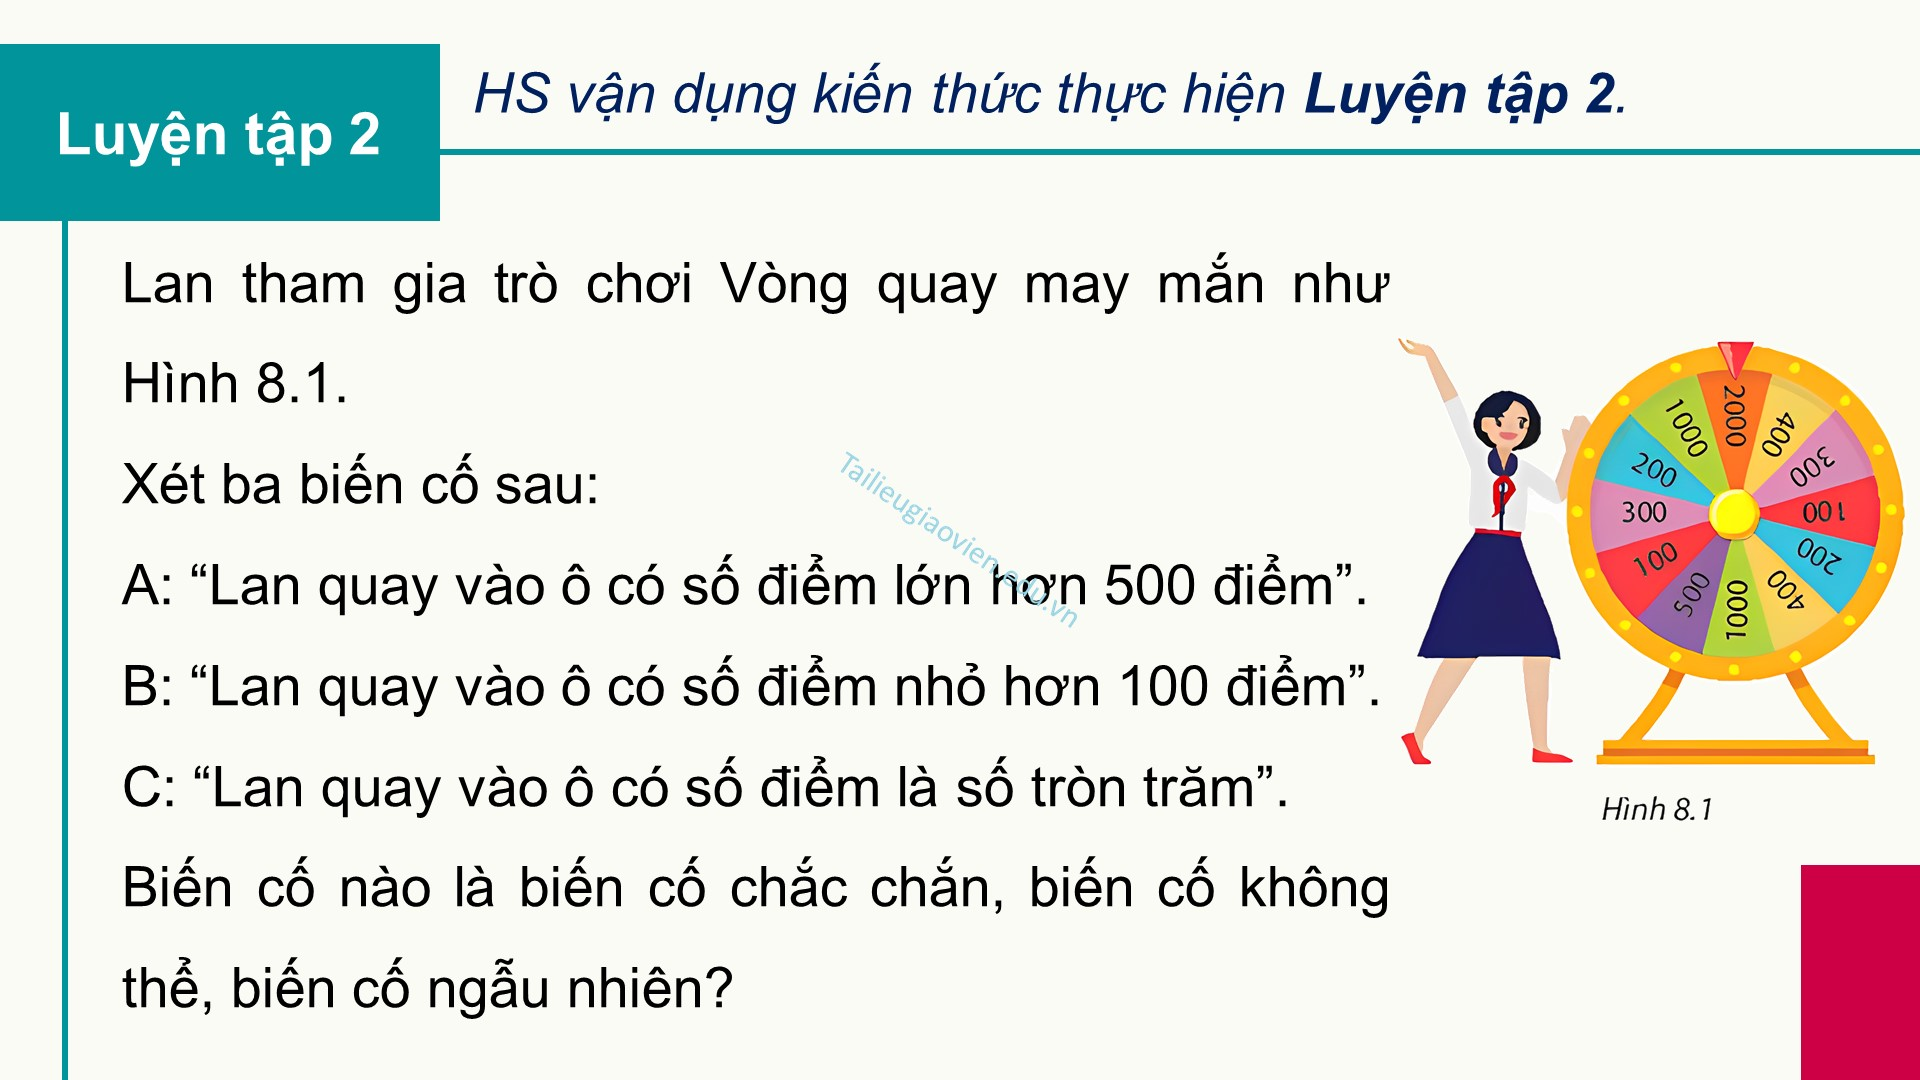 Luyện tập 2
HS vận dụng kiến thức thực hiện Luyện tập 2.
Lan tham gia trò chơi Vòng quay may mắn như
Hình 8.1.
Xét ba biến cố sau:
A: “Lan quay vào ô có số điểm lớn hơn 500 điểm”.
B: “Lan quay vào ô có số điểm nhỏ hơn 100 điểm”.
C: “Lan quay vào ô có số điểm là số tròn trăm”.
Biến cố nào là biến cố chắc chắn, biến cố không
thể, biến cố ngẫu nhiên?
Tailieugiaovien.edu.vn
2000
400
300
100
200
400
1000
500
100
300
200
1000
Hình 8.1